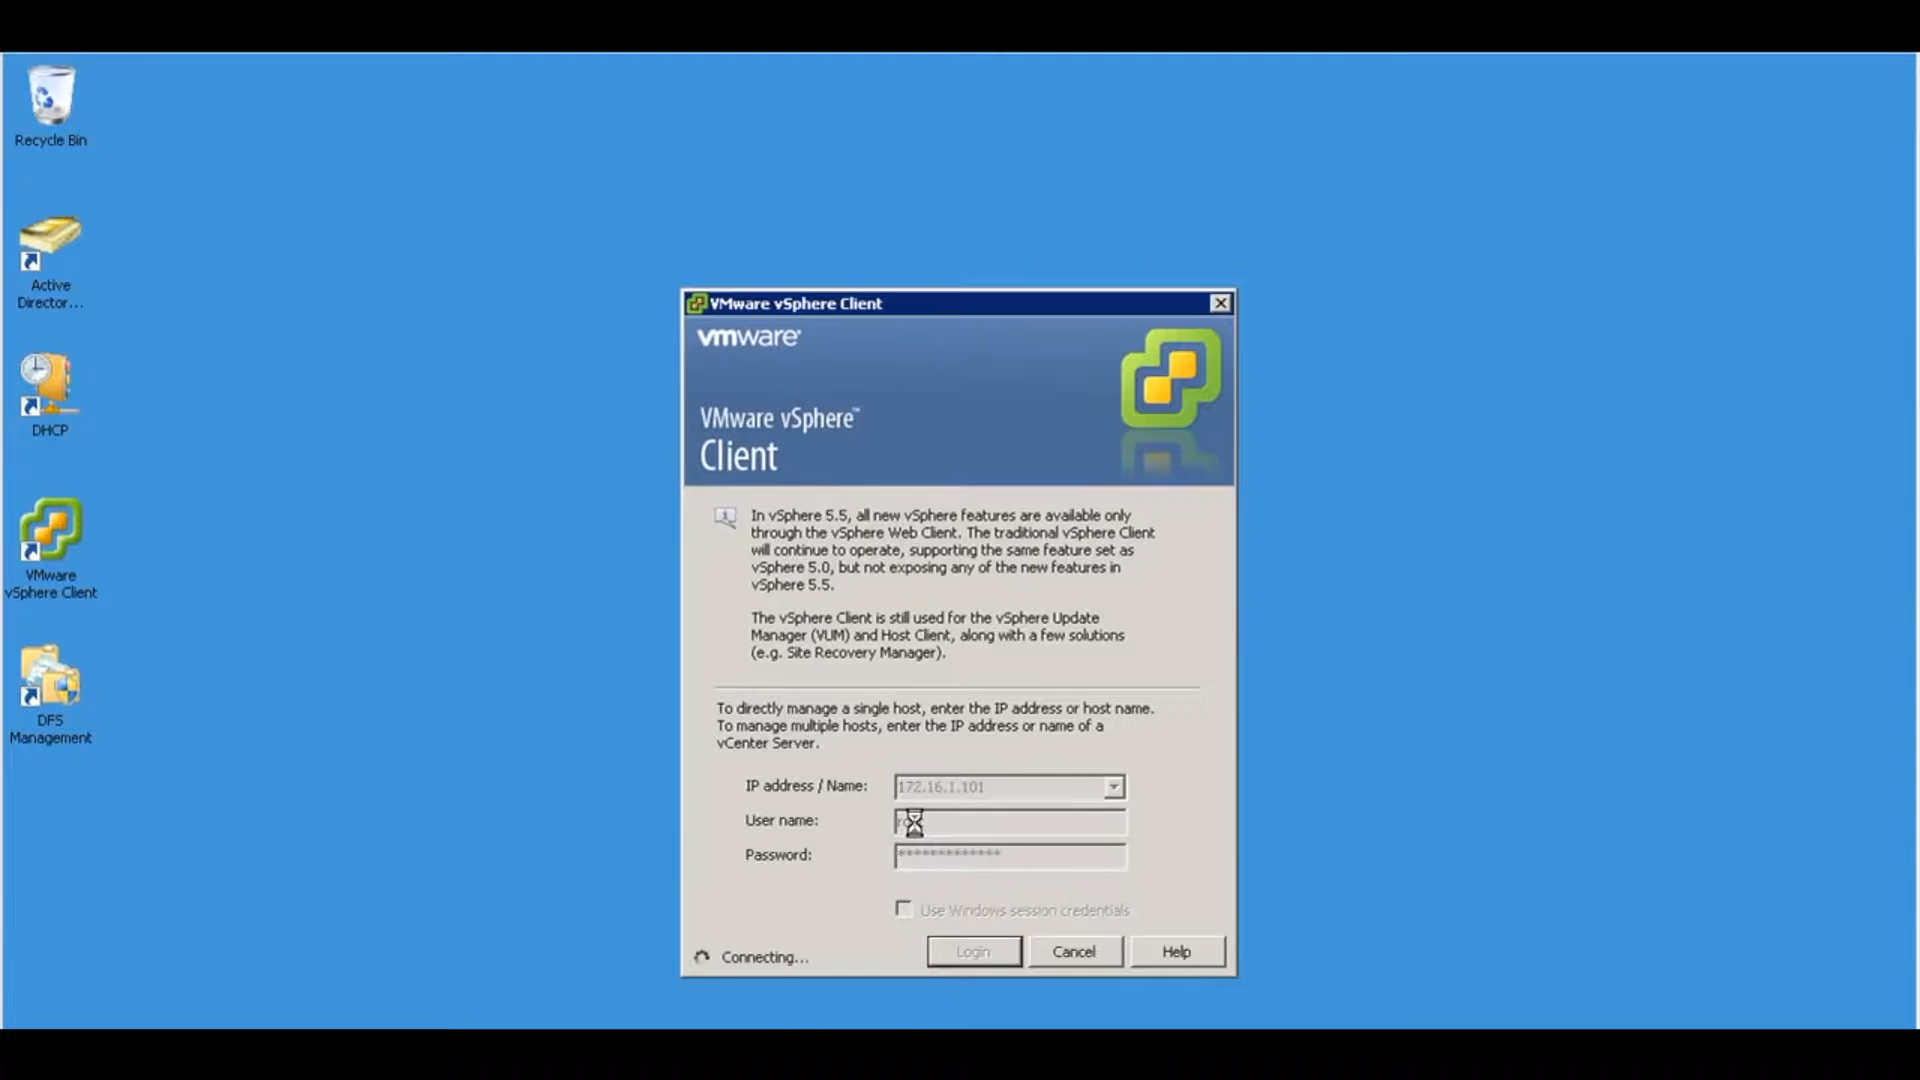 Recycle Bin
Active
Director...
DHCP
VMware
vSphere Client
DFS
Management
VMware vSphere Client
vmware®
VMware vSphere™
Client
In vSphere 5.5, all new vSphere features are available only
through the vSphere Web Client. The traditional vSphere Client
will continue to operate, supporting the same feature set as
vSphere 5.0, but not exposing any of the new features in
vSphere 5.5.
The vSphere Client is still used for the vSphere Update
Manager (VUM) and Host Client, along with a few solutions
(e.g. Site Recovery Manager).
To directly manage a single host, enter the IP address or host name.
To manage multiple hosts, enter the IP address or name of a
vCenter Server.
IP address / Name: 172.16.1.101
User name:
Password: *************
Use Windows session credentials
Connecting... Login Cancel Help